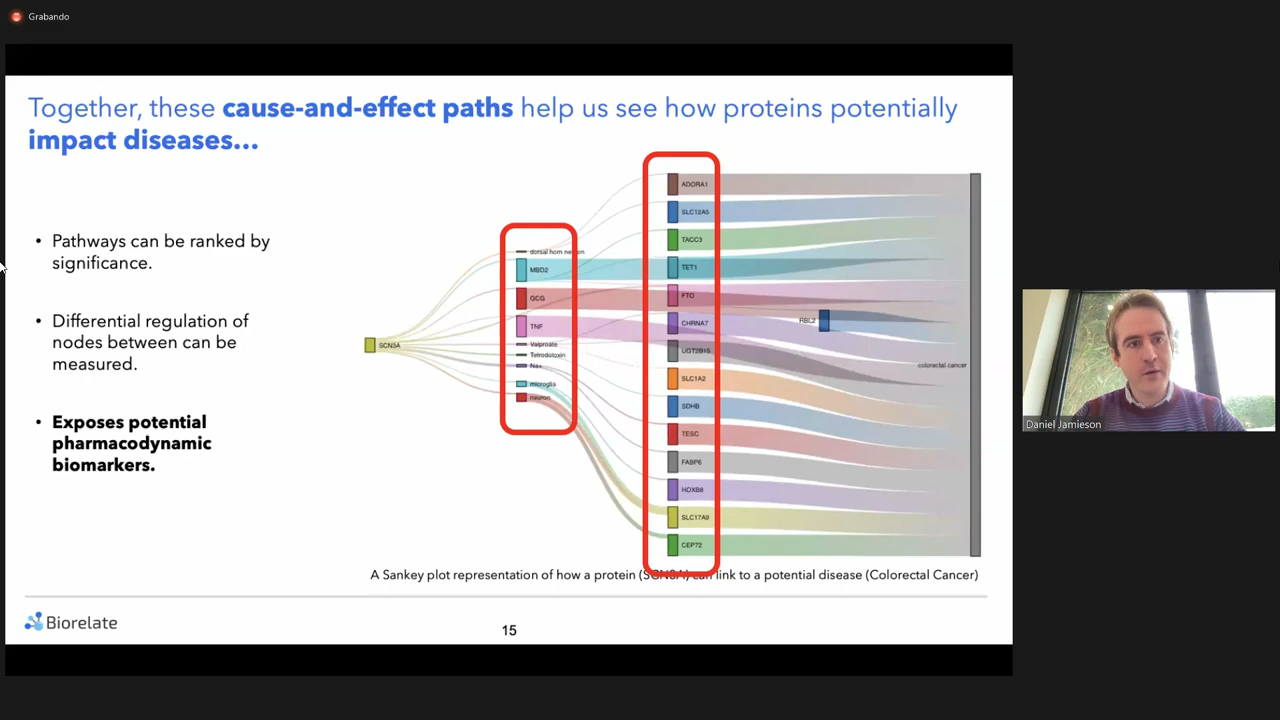 Grabando
Together, these cause-and-effect paths help us see how proteins potentially
impact diseases...
• Pathways can be ranked by
significance.
• Differential regulation of
nodes between can be
measured.
• Exposes potential
pharmacodynamic
biomarkers.
SCN3A
dorsal horn neuron
MBD2
GCG
TNF
Valproate
Tetrodotoxin
Na+
microglia
neuron
ADORA1
SLC12A5
TACC3
TET1
FTO
CHRNA7
UGT2B15
SLC1A2
SDHB
TESC
FABP6
HOXB8
SLC17A9
CEP72
RBL2
colorectal cancer
A Sankey plot representation of how a protein (SCN3A) can link to a potential disease (Colorectal Cancer)
Biorelate
15
Daniel Jamieson